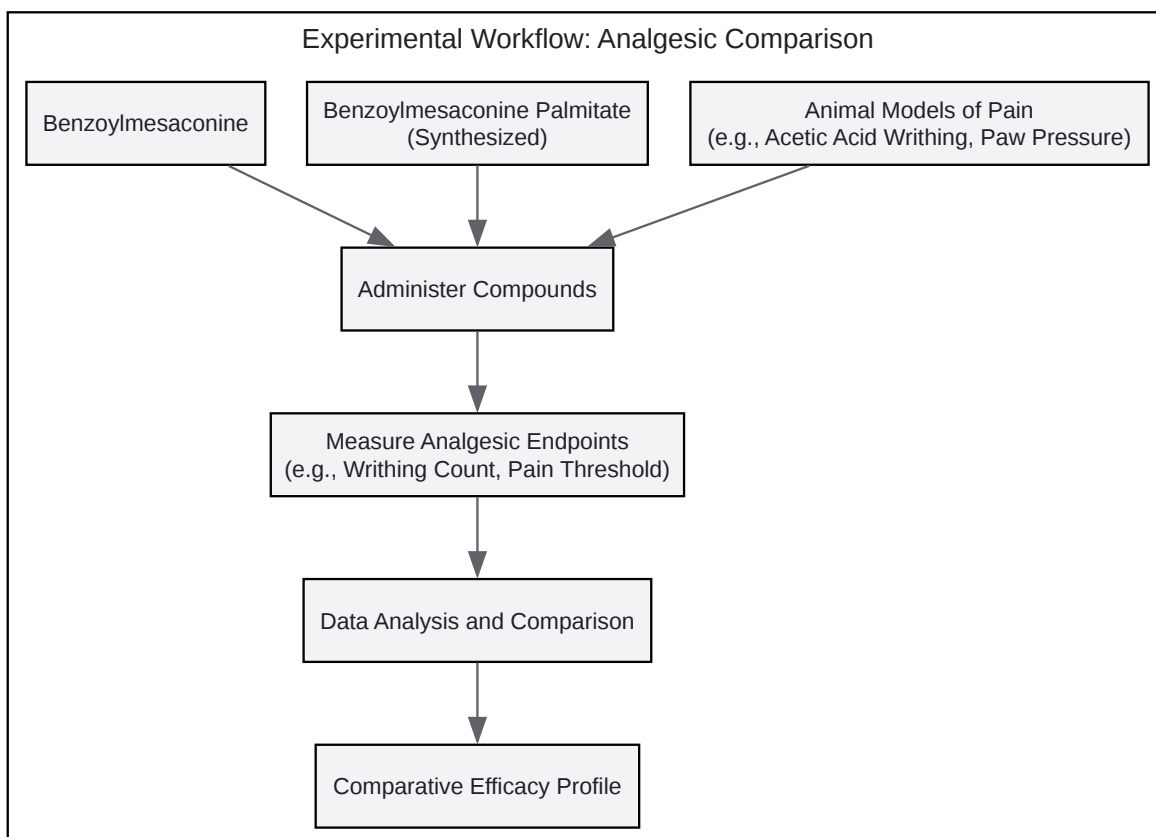 Experimental Workflow: Analgesic Comparison
Benzoylmesaconine
Benzoylmesaconine Palmitate
(Synthesized)
Animal Models of Pain
(e.g., Acetic Acid Writhing, Paw Pressure)
Administer Compounds
Measure Analgesic Endpoints
(e.g., Writhing Count, Pain Threshold)
Data Analysis and Comparison
Comparative Efficacy Profile